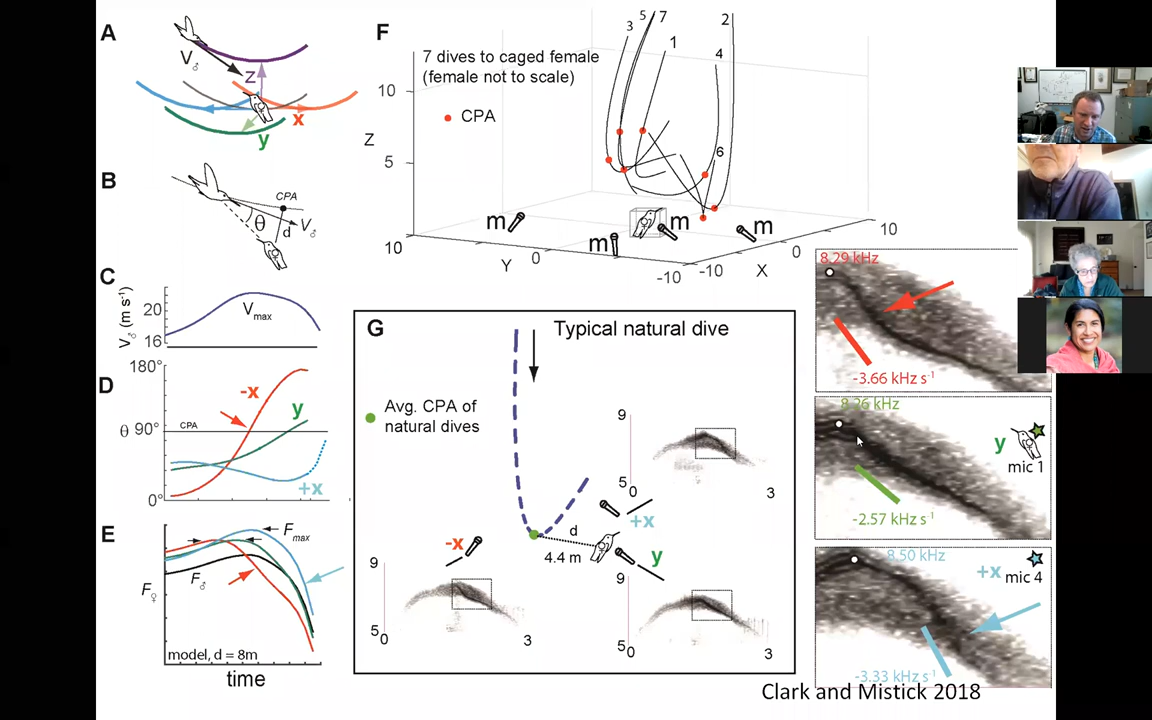 A
V♂
Z
x
y
B
CPA
θ
d
V♂
C
V♂ (m s-1)
20
16
Vmax
D
180°
θ 90°
0°
CPA
-x
y
+x
E
F♀
Fmax
F♂
model, d = 8m
time
F
7 dives to caged female
(female not to scale)
CPA
3
5
7
1
2
4
6
Z
10
5
m
m
m
m
10
Y
0
-10
-10
X
0
10
G
Typical natural dive
Avg. CPA of
natural dives
d
4.4 m
-x
+x
y
9
5
0
3
9
5
0
3
9
5
0
3
8.29 kHz
-3.66 kHz s-1
8.26 kHz
y
mic 1
-2.57 kHz s-1
8.50 kHz
+x
mic 4
-3.33 kHz s-1
Clark and Mistick 2018